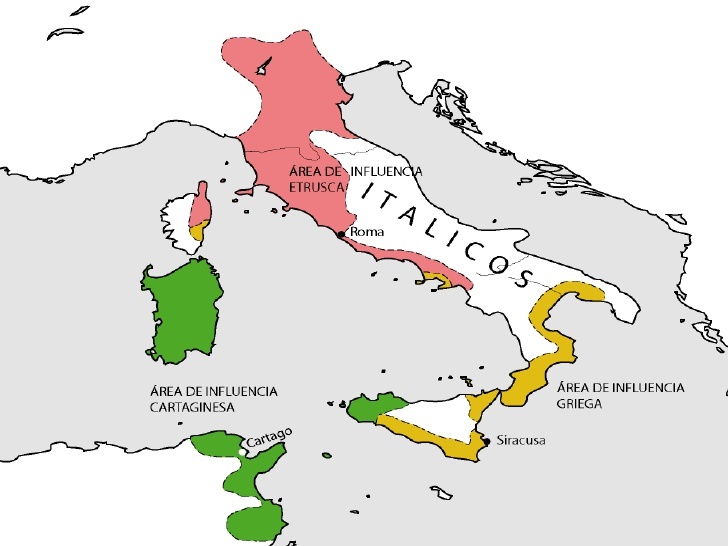 ÁREA DE INFLUENCIA
ETRUSCA
ITALICOS
Roma
ÁREA DE INFLUENCIA
CARTAGINESA
ÁREA DE INFLUENCIA
GRIEGA
Cartago
Siracusa